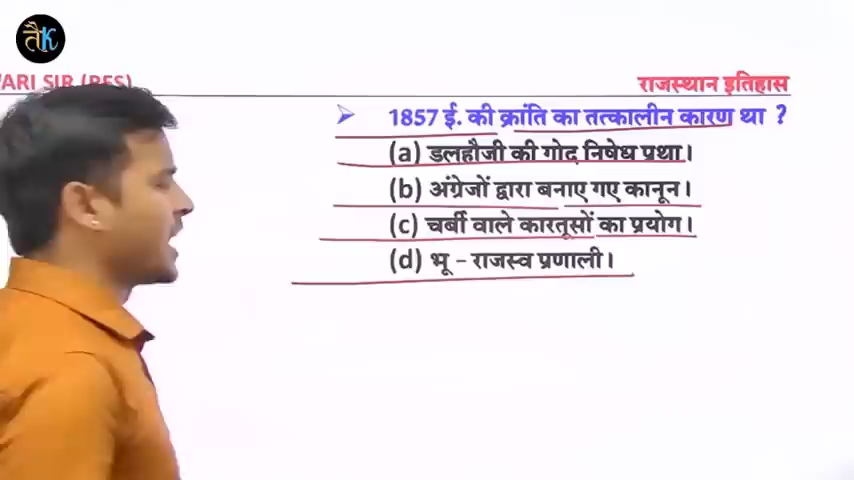 तैK
ARI SIR (RES)
राजस्थान इतिहास
➤ 1857 ई. की क्रांति का तत्कालीन कारण था ?
(a) डलहौजी की गोद निषेध प्रथा।
(b) अंग्रेजों द्वारा बनाए गए कानून।
(c) चर्बी वाले कारतूसों का प्रयोग।
(d) भू – राजस्व प्रणाली।